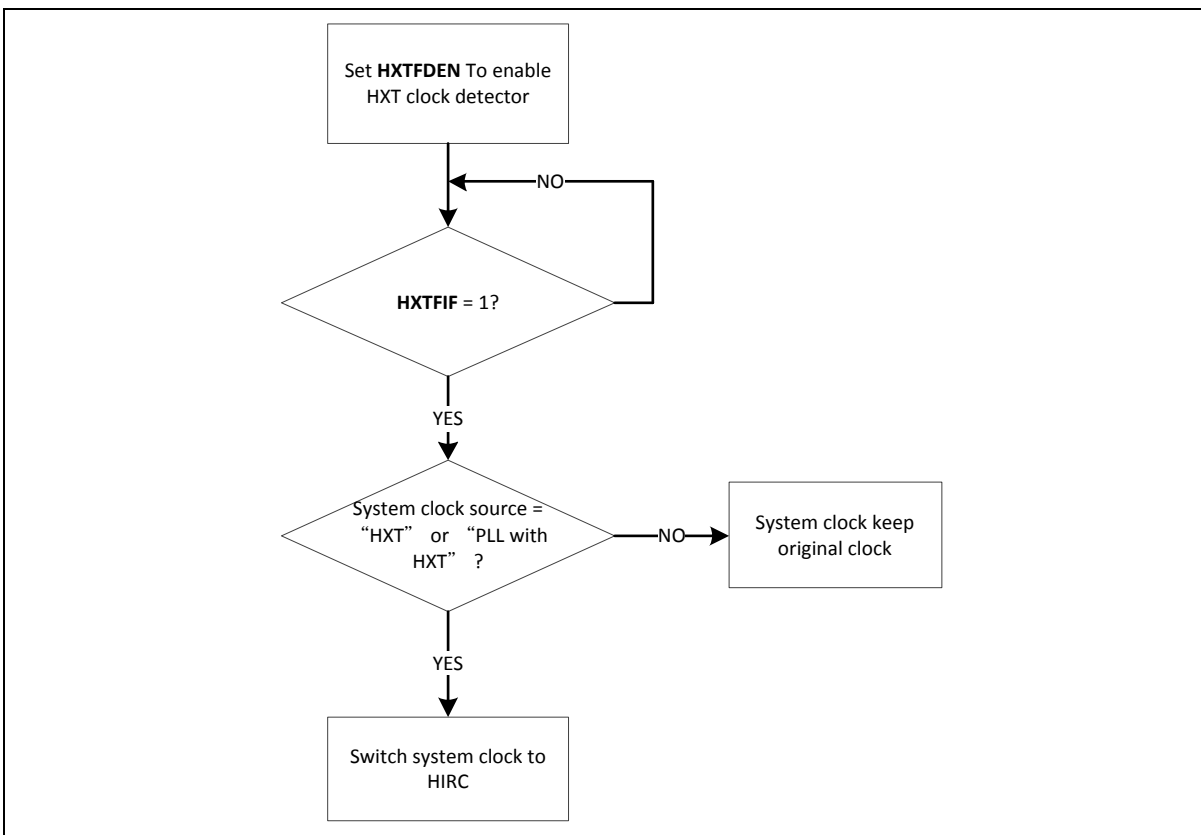 Set HXTFDEN To enable
HXT clock detector
NO
HXTFIF = 1?
YES
System clock source =
“HXT” or “PLL with
HXT” ?
NO
System clock keep
original clock
YES
Switch system clock to
HIRC